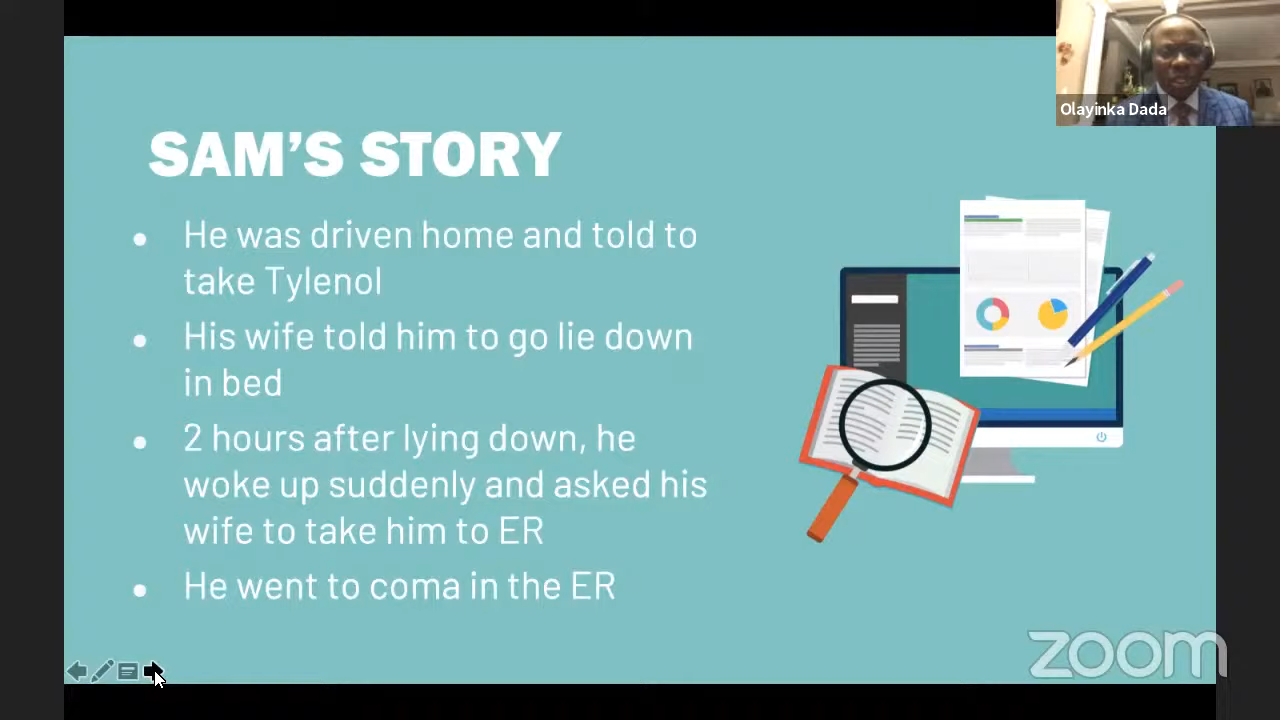 Olayinka Dada
SAM'S STORY
● He was driven home and told to
take Tylenol
● His wife told him to go lie down
in bed
● 2 hours after lying down, he
woke up suddenly and asked his
wife to take him to ER
● He went to coma in the ER
zoom